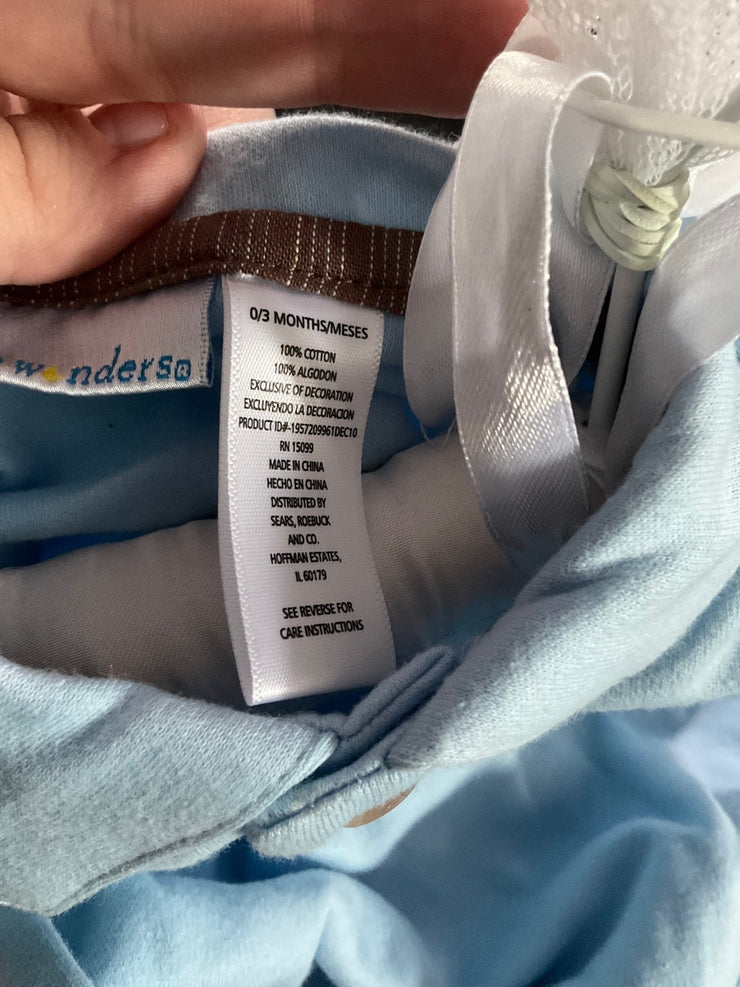 w•nders
0/3 MONTHS/MESES
100% COTTON
100% ALGODON
EXCLUSIVE OF DECORATION
EXCLUYENDO LA DECORACION
PRODUCT ID#-1957209961DEC10
RN 15099
MADE IN CHINA
HECHO EN CHINA
DISTRIBUTED BY
SEARS, ROEBUCK
AND CO.
HOFFMAN ESTATES,
IL 60179
SEE REVERSE FOR
CARE INSTRUCTIONS